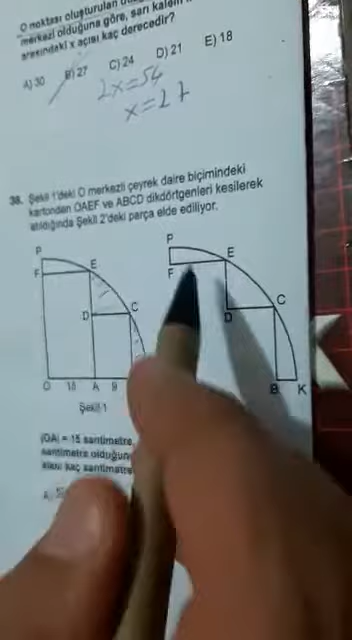 O noktası oluşturulan
merkezi olduğuna göre, sarı kalem
arasındaki x açısı kaç derecedir?
A) 30 B) 27 C) 24 D) 21 E) 18
2x=54
x=27
38. Şekil 1'deki O merkezli çeyrek daire biçimindeki
kartondan OAEF ve ABCD dikdörtgenleri kesilerek
atıldığında Şekil 2'deki parça elde ediliyor.
P
F
E
D
C
O 15 A 9
Şekil 1
P
F
E
D
C
B K
|OA| = 15 santimetre,
santimetre olduğun
alanı kaç santimetre
A)